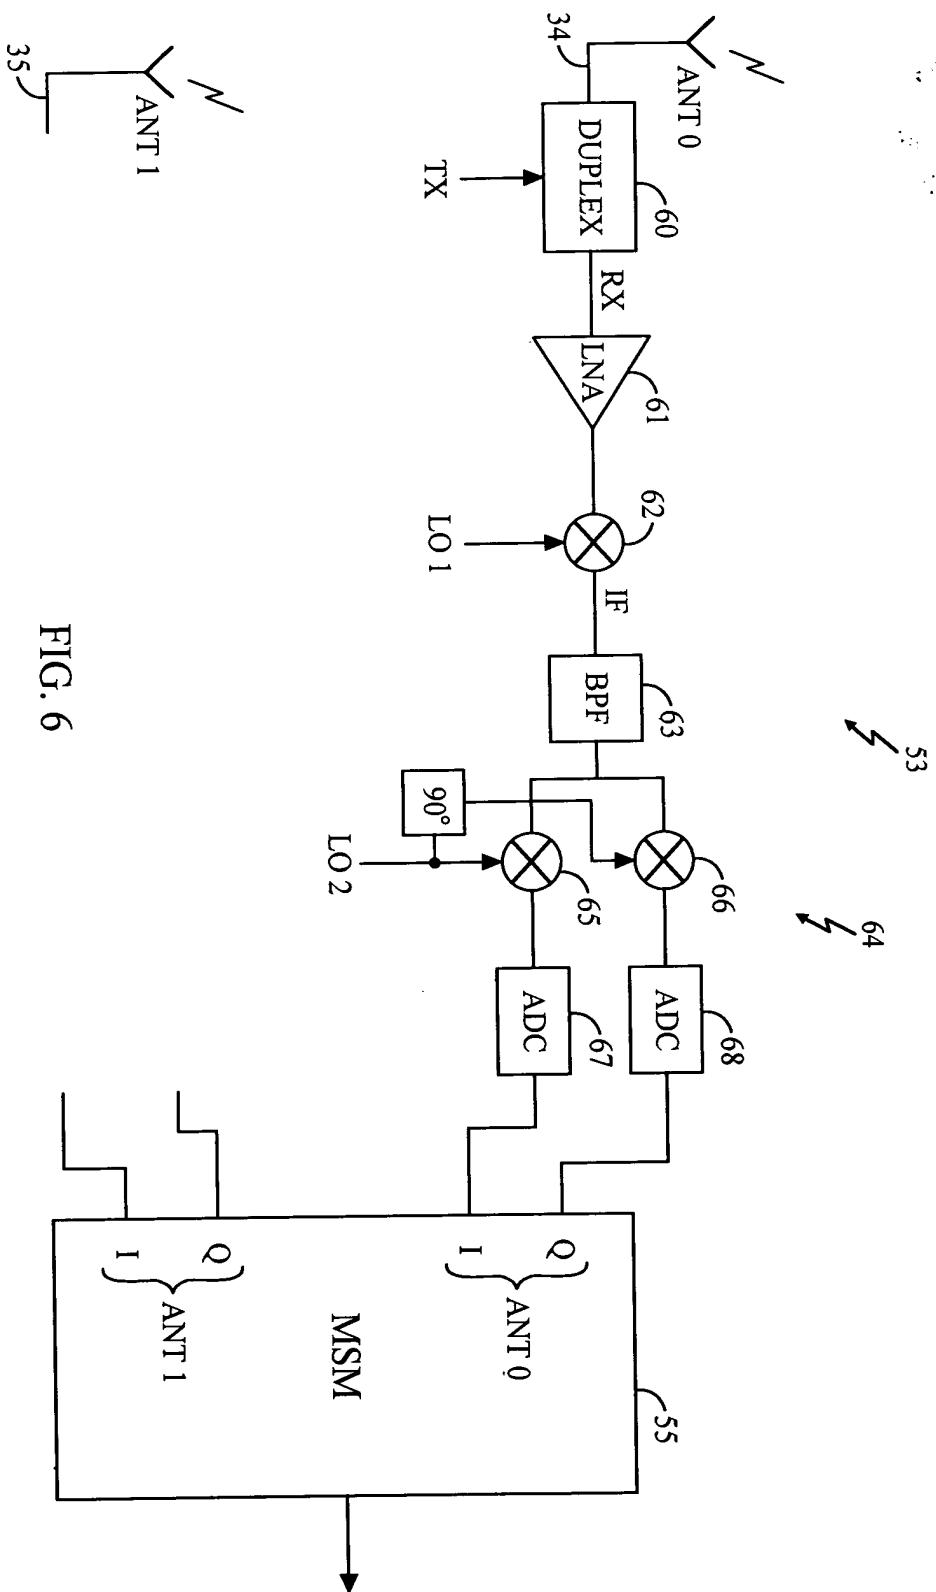 53
64
ANT 0
34
DUPLEX
60
TX
RX
LNA
61
62
LO 1
IF
BPF
63
90°
LO 2
65
66
ADC
67
ADC
68
Q
I
ANT 0
MSM
55
Q
I
ANT 1
ANT 1
35
FIG. 6